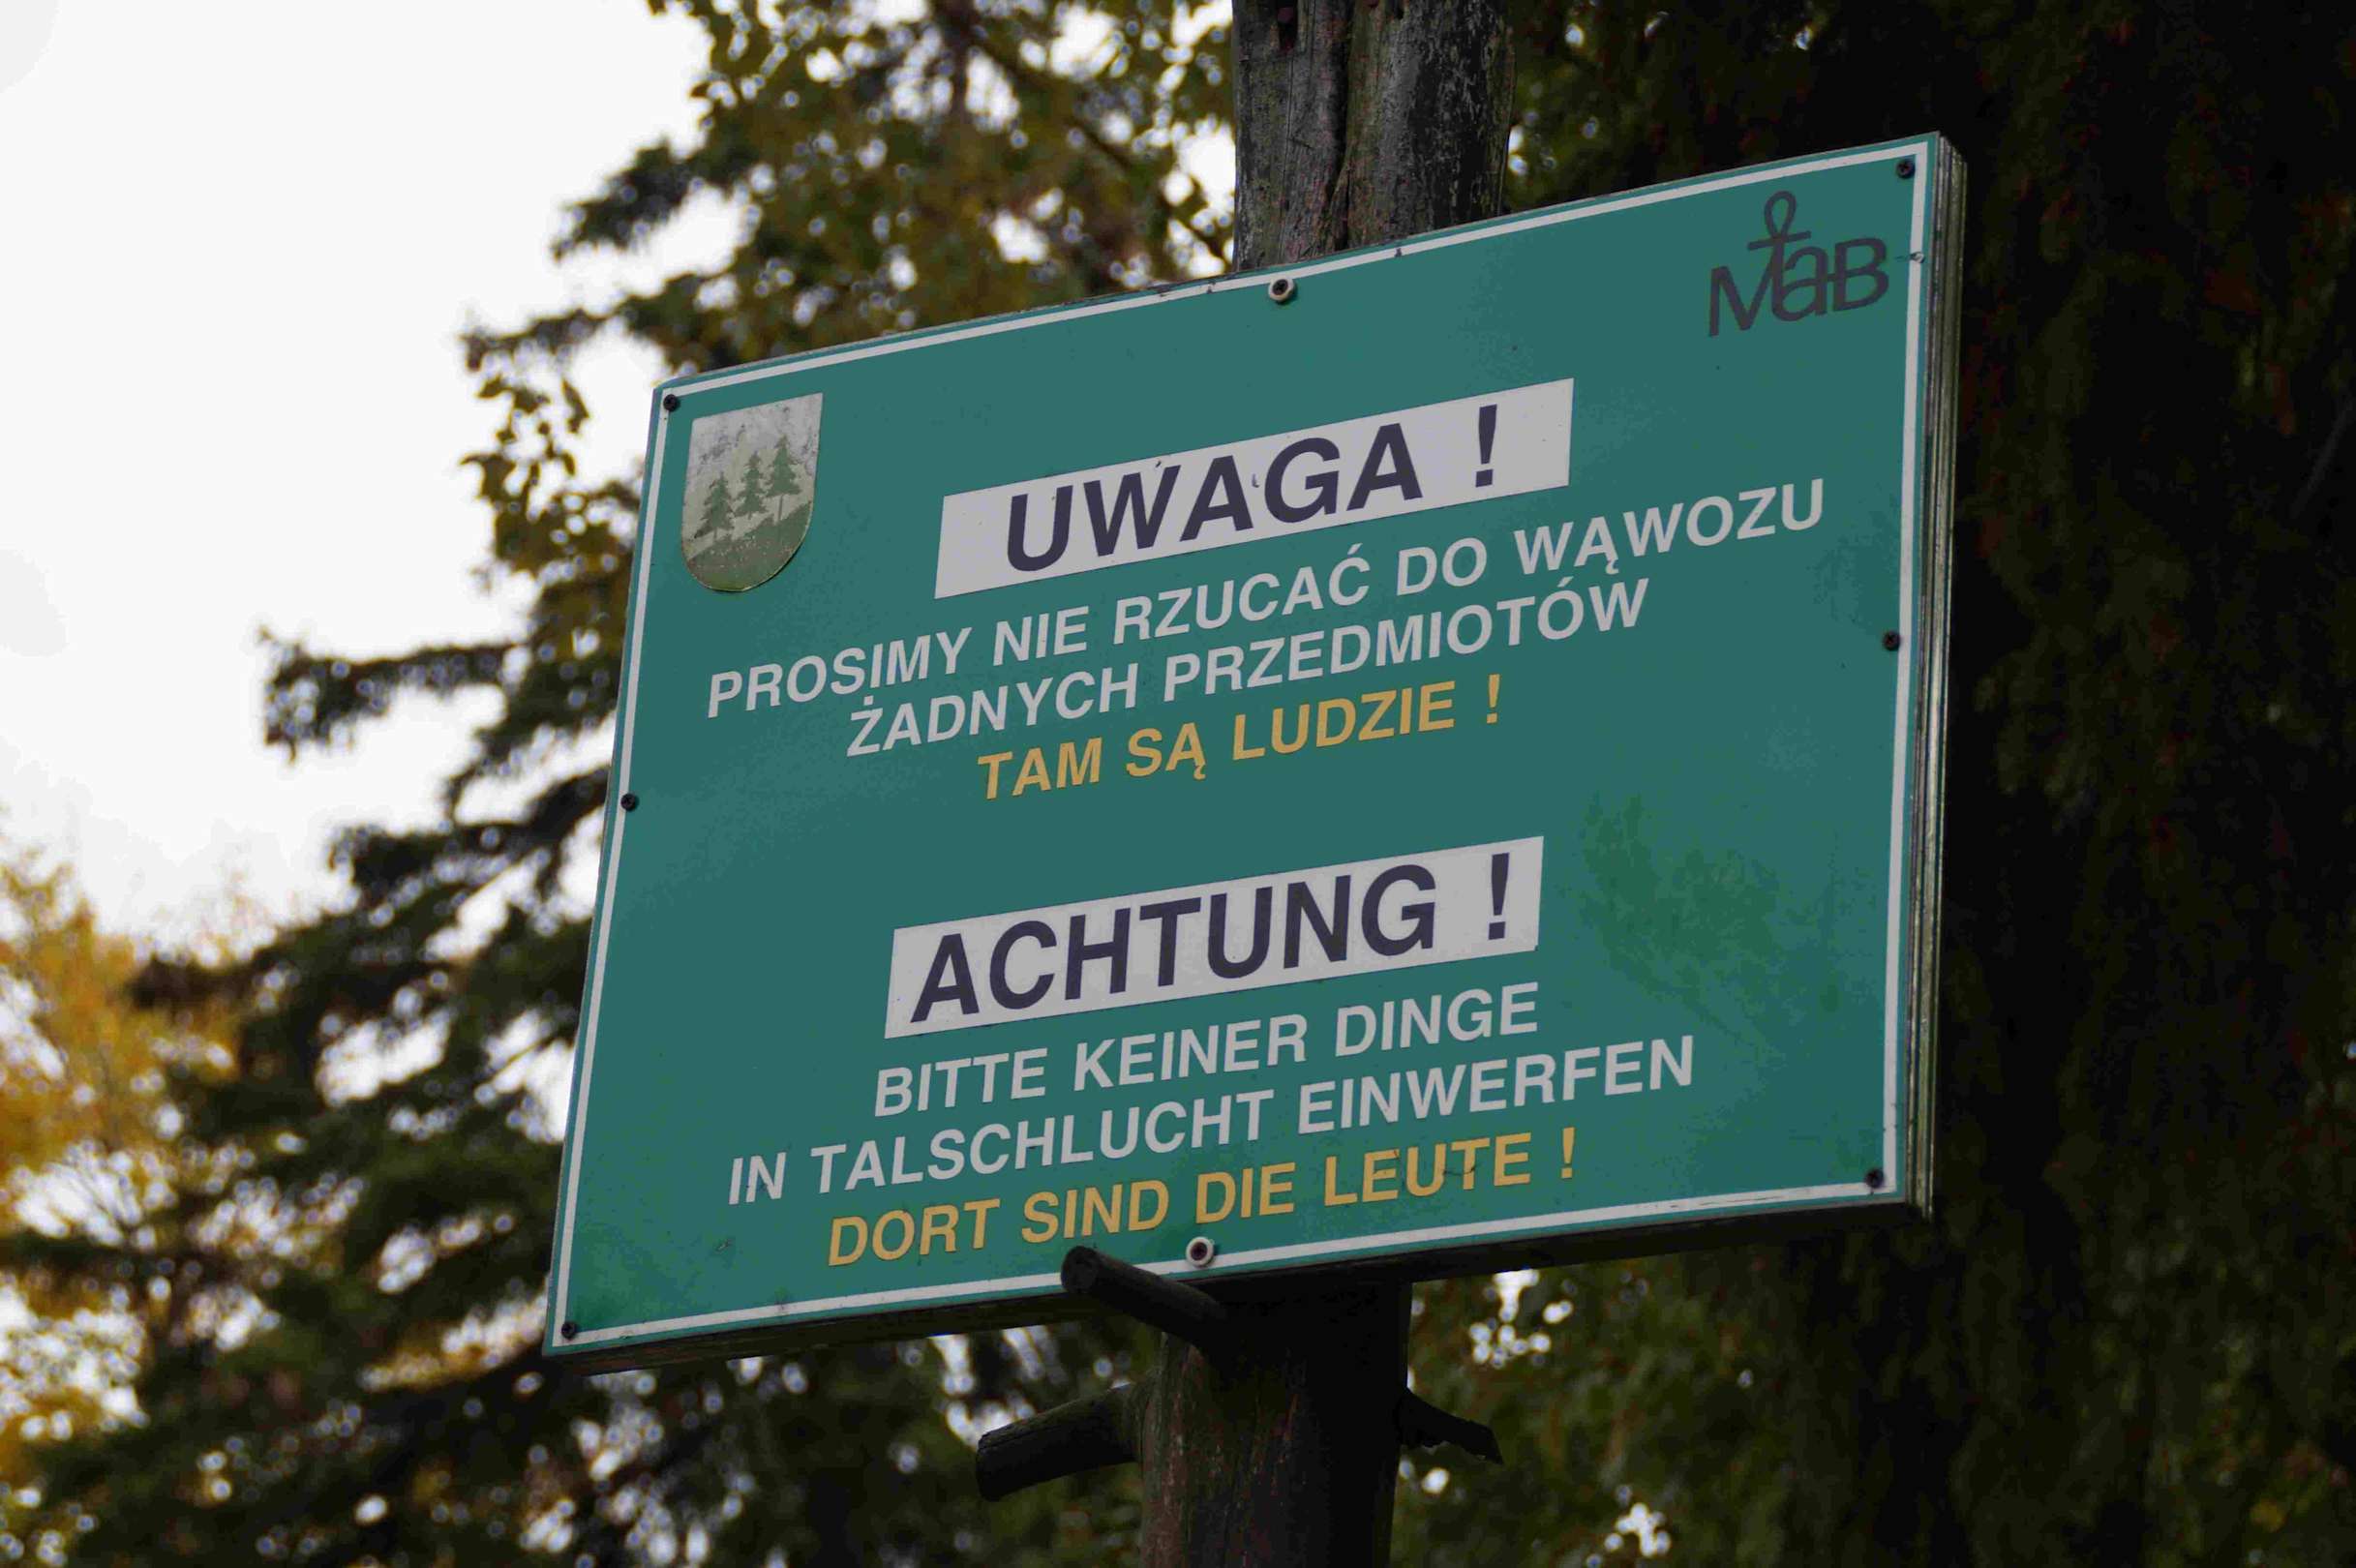 MaB
UWAGA !
PROSIMY NIE RZUCAĆ DO WĄWOZU
ŻADNYCH PRZEDMIOTÓW
TAM SĄ LUDZIE !
ACHTUNG !
BITTE KEINER DINGE
IN TALSCHLUCHT EINWERFEN
DORT SIND DIE LEUTE !